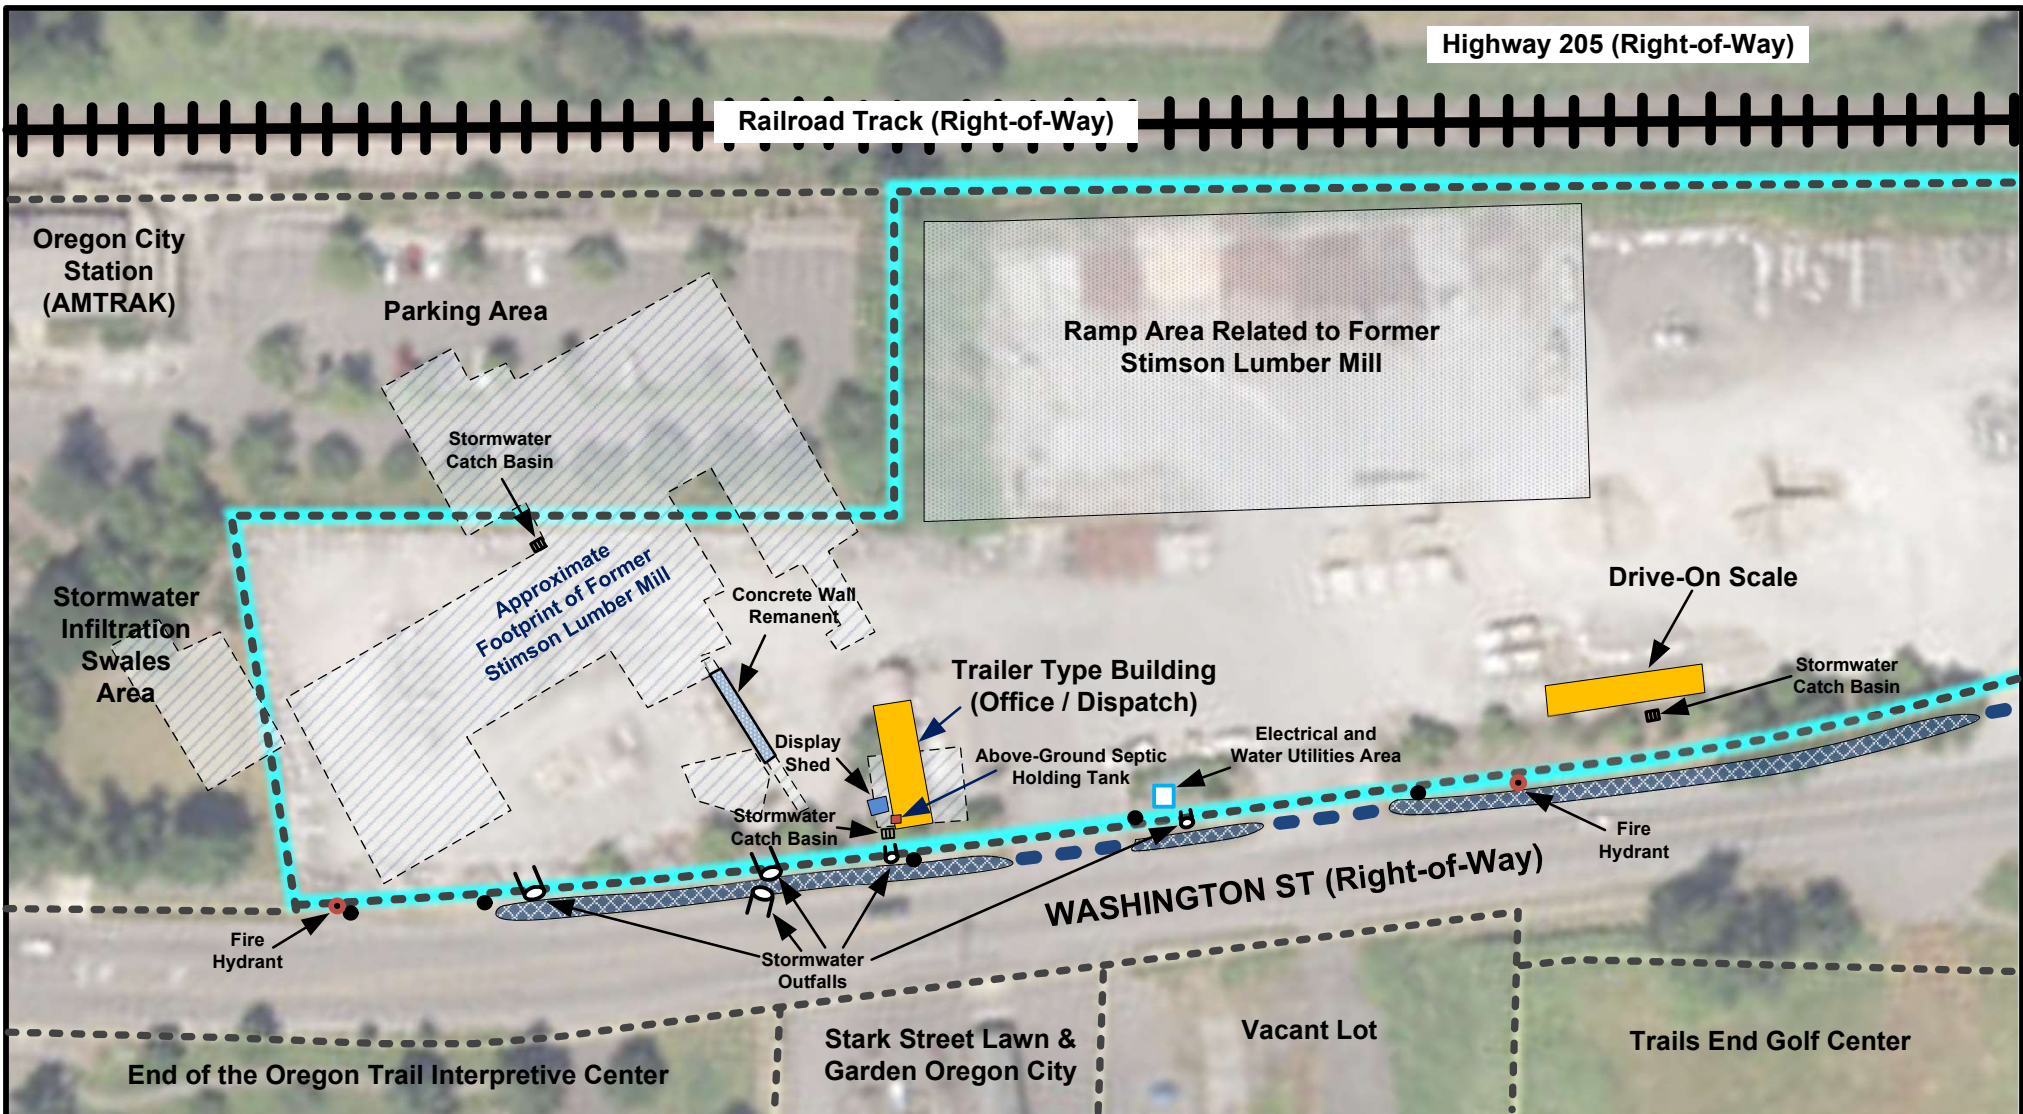 Highway 205 (Right-of-Way)
Railroad Track (Right-of-Way)
Oregon City
Station
(AMTRAK)
Parking Area
Ramp Area Related to Former
Stimson Lumber Mill
Stormwater
Catch Basin
Approximate
Footprint of Former
Stimson Lumber Mill
Concrete Wall
Remanent
Drive-On Scale
Stormwater
Infiltration
Swales
Area
Trailer Type Building
(Office / Dispatch)
Stormwater
Catch Basin
Display
Shed
Above-Ground Septic
Holding Tank
Electrical and
Water Utilities Area
Stormwater
Catch Basin
Fire
Hydrant
WASHINGTON ST (Right-of-Way)
Fire
Hydrant
Stormwater
Outfalls
End of the Oregon Trail Interpretive Center
Stark Street Lawn &
Garden Oregon City
Vacant Lot
Trails End Golf Center